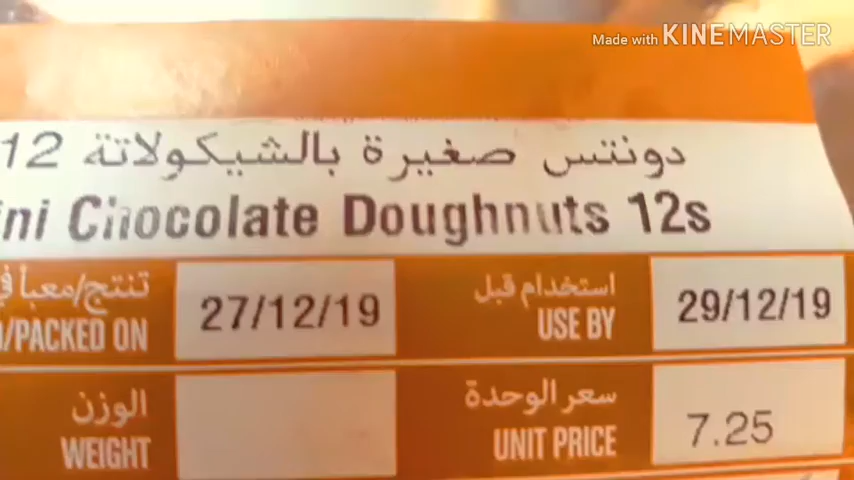 Made with KINEMASTER
دونتس صغيرة بالشيكولاتة 12
ini Chocolate Doughnuts 12s
تنتج/معبأ في 27/12/19 استخدام قبل 29/12/19
D/PACKED ON USE BY
الوزن سعر الوحدة 7.25
WEIGHT UNIT PRICE